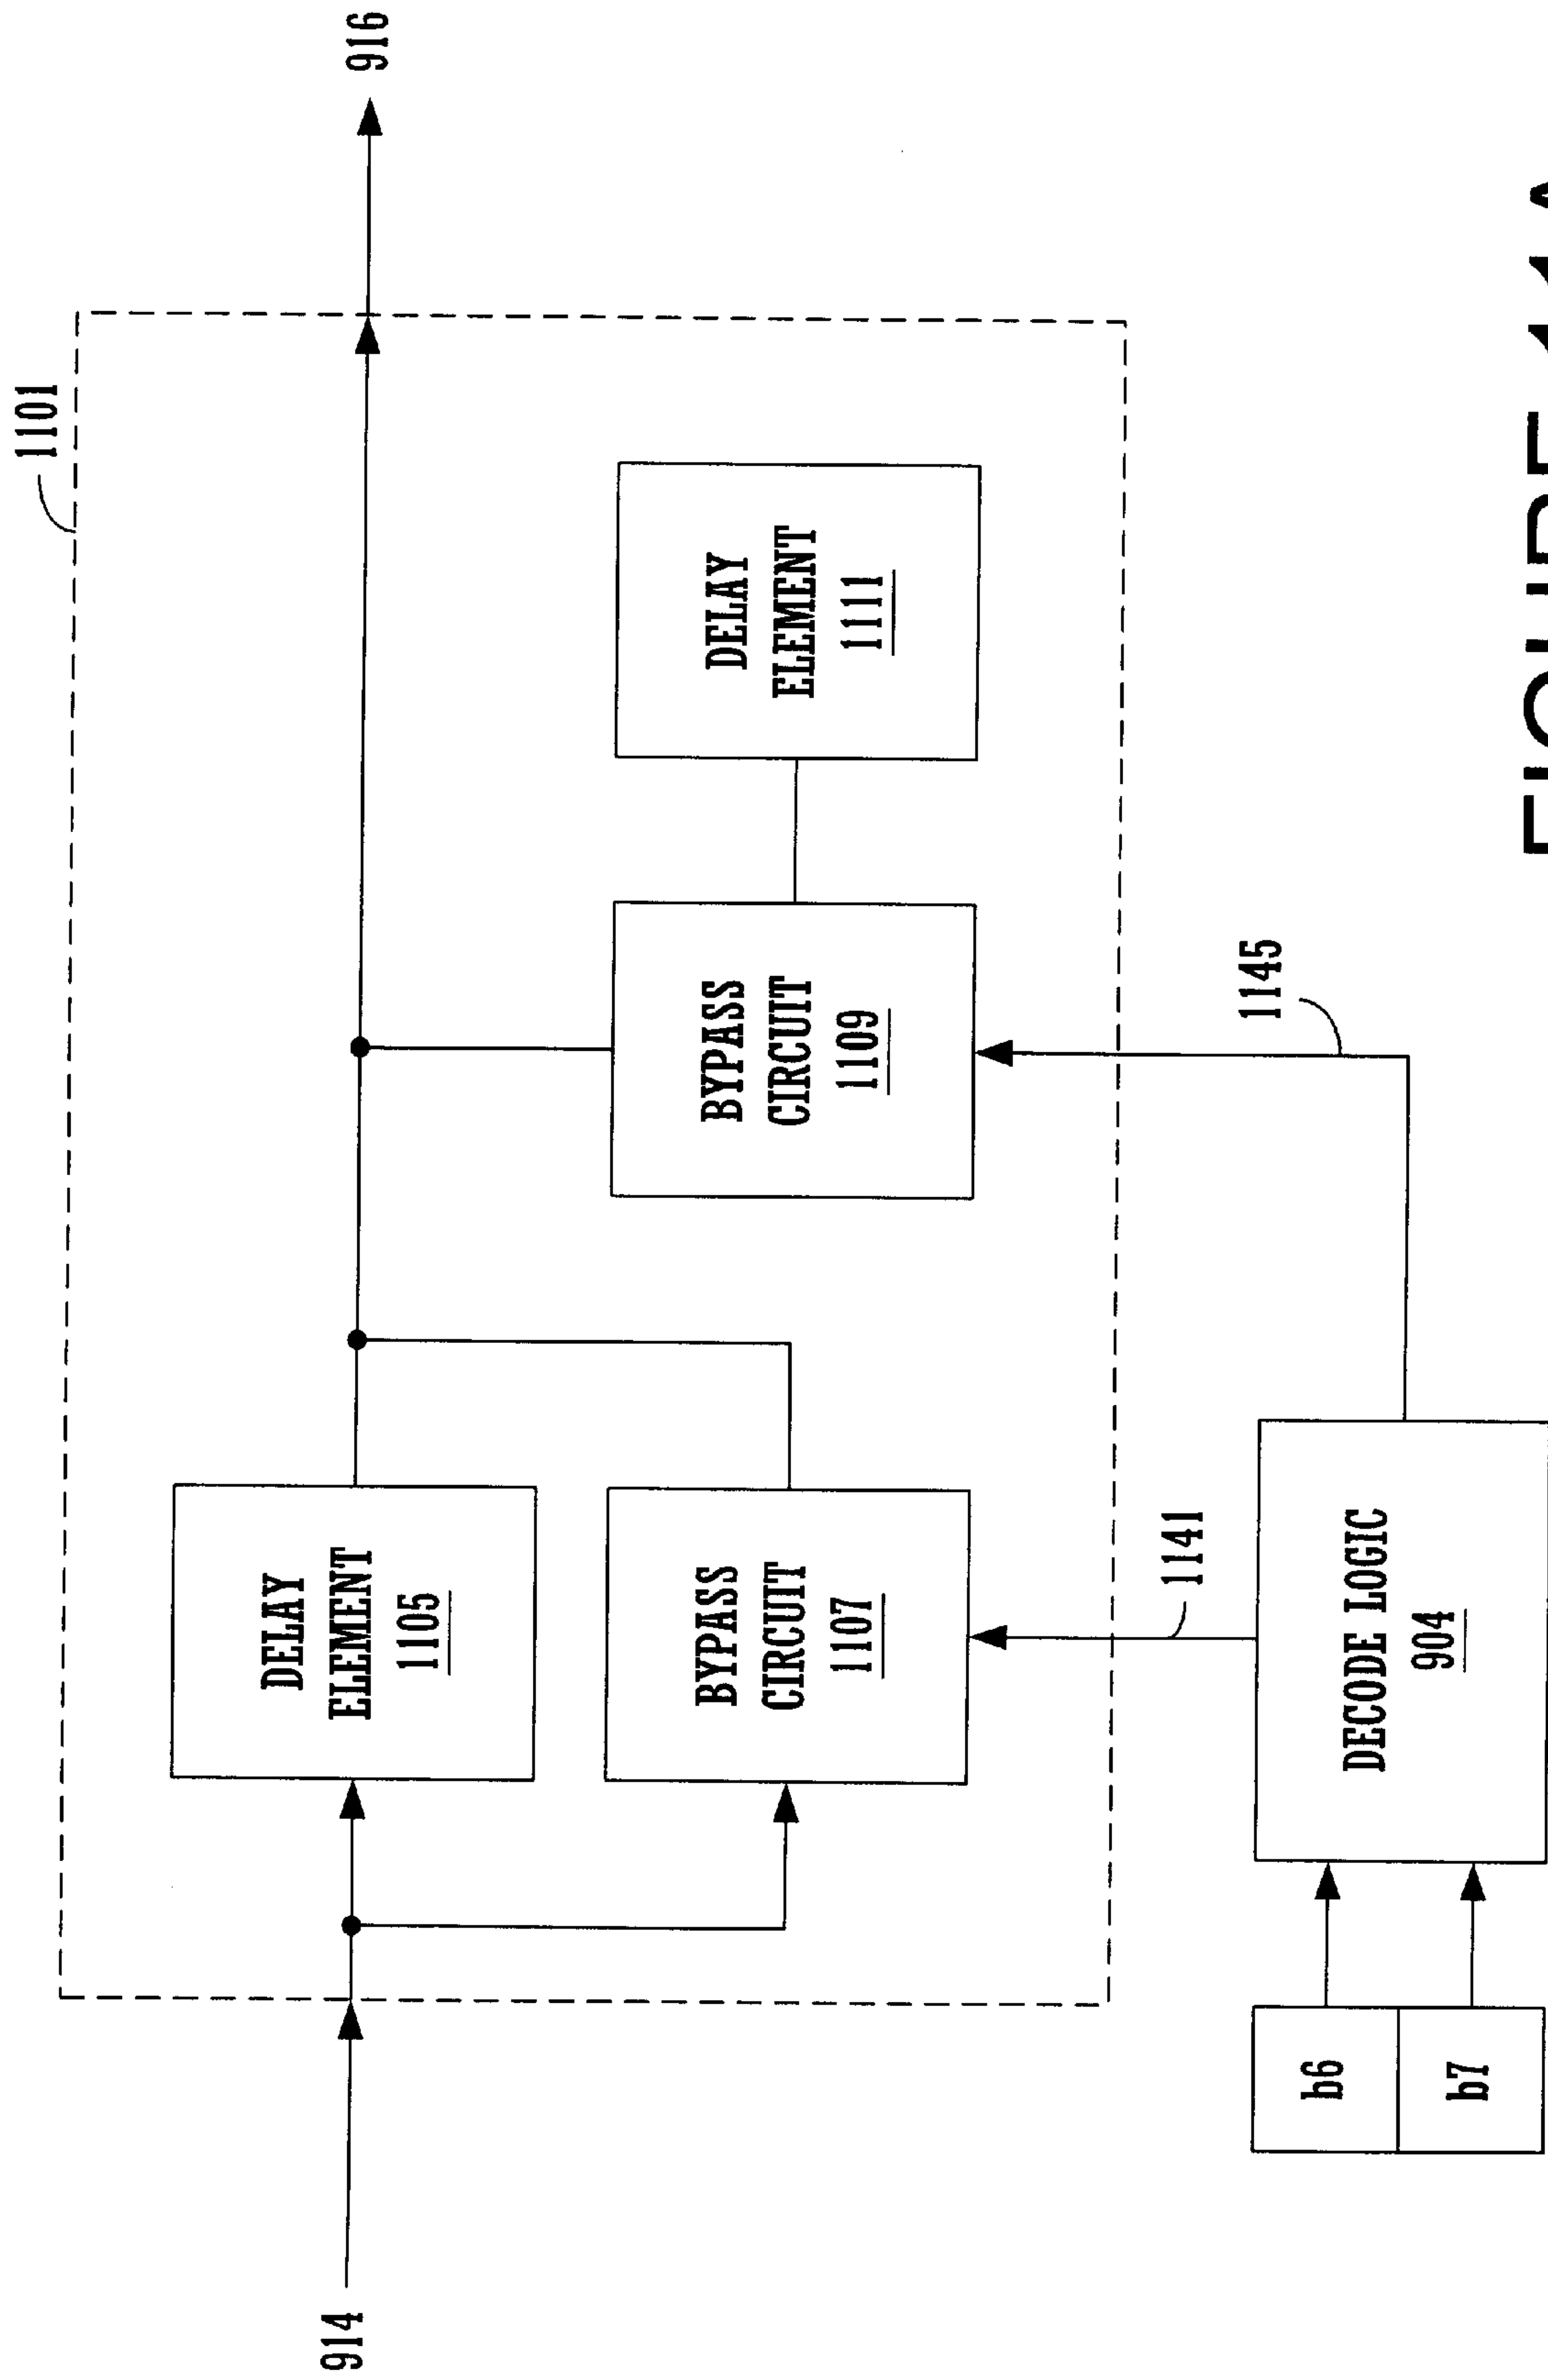 1101
914
916
DELAY
ELEMENT
1105
BYPASS
CIRCUIT
1107
BYPASS
CIRCUIT
1109
DELAY
ELEMENT
1111
1141
1145
b6
b7
DECODE LOGIC
904